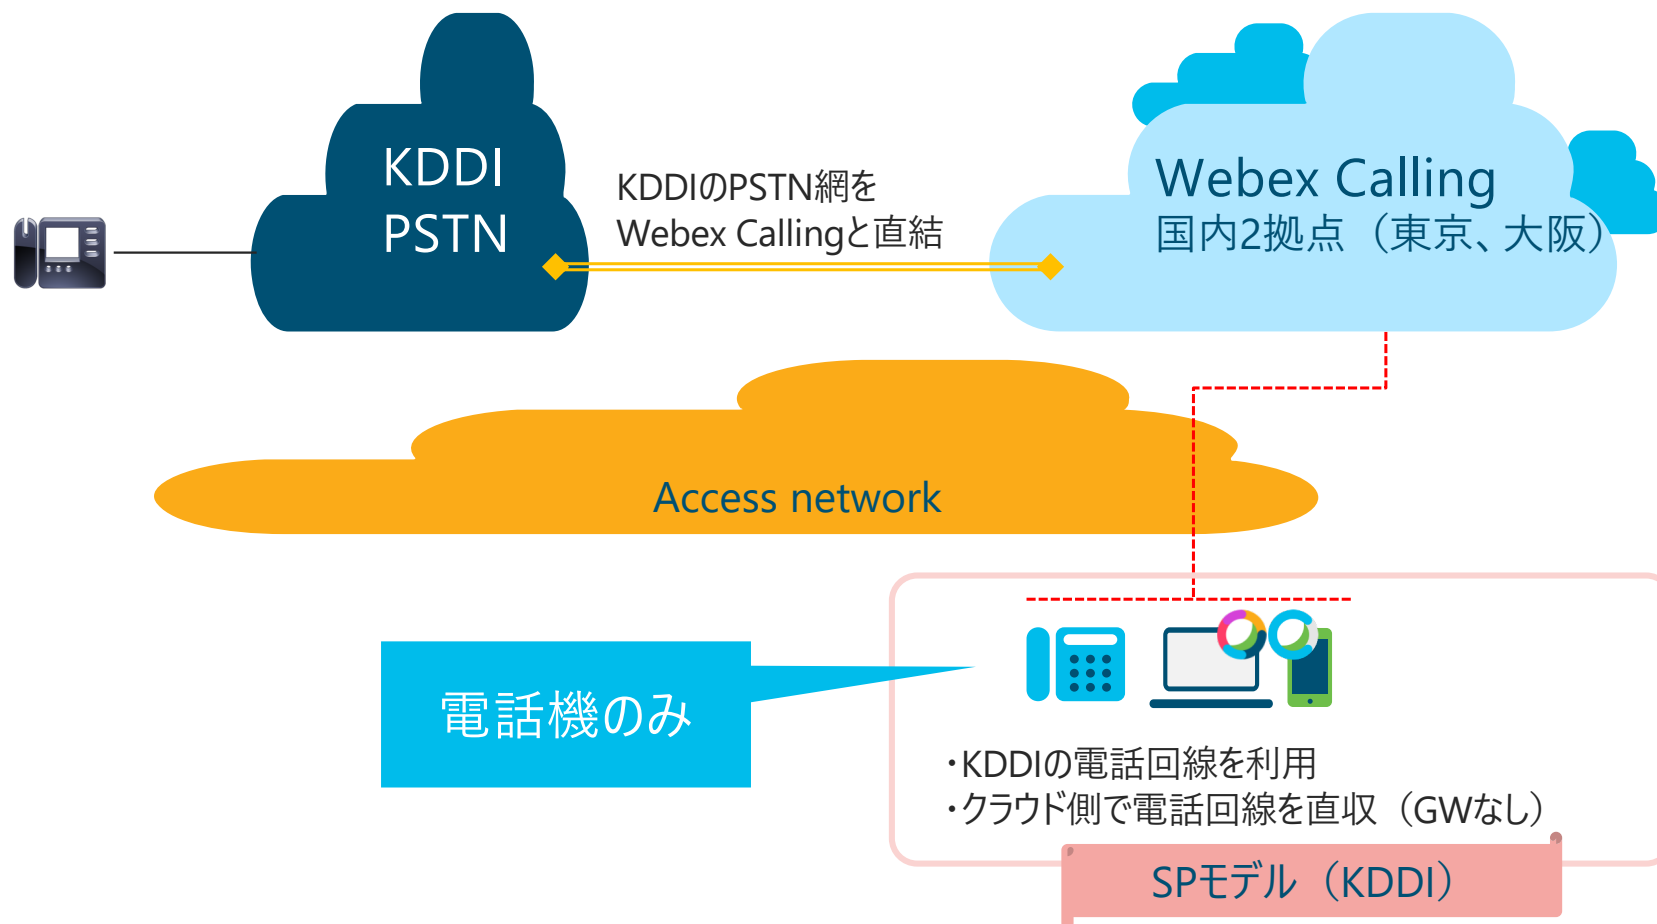 KDDI
PSTN
KDDIのPSTN網を
Webex Callingと直結
Webex Calling
国内2拠点（東京、大阪）
Access network
電話機のみ
・KDDIの電話回線を利用
・クラウド側で電話回線を直収（GWなし）
SPモデル（KDDI）